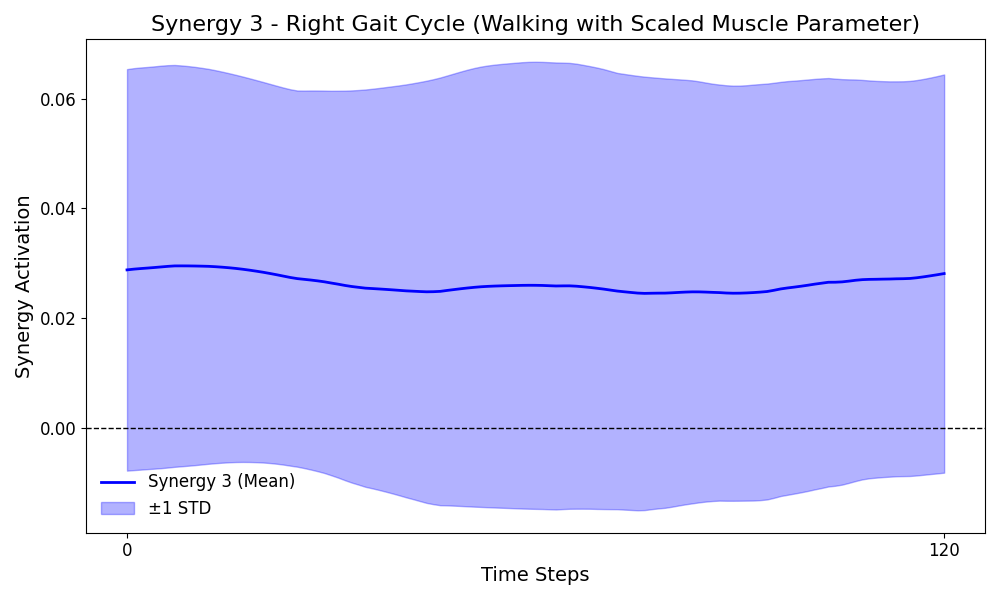 Synergy 3 - Right Gait Cycle (Walking with Scaled Muscle Parameter)
Synergy Activation
0.06
0.04
0.02
0.00
Synergy 3 (Mean)
±1 STD
0
120
Time Steps